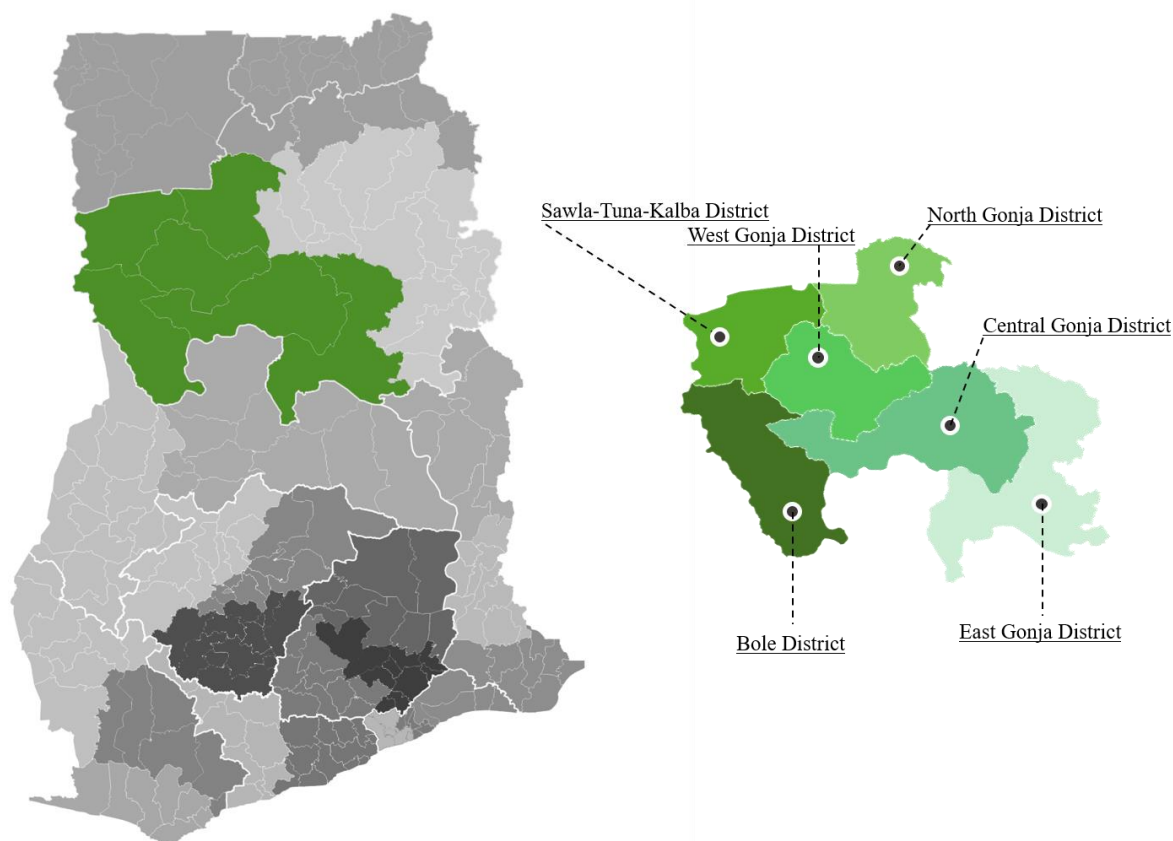 Sawla-Tuna-Kalba District
North Gonja District
West Gonja District
Central Gonja District
East Gonja District
Bole District